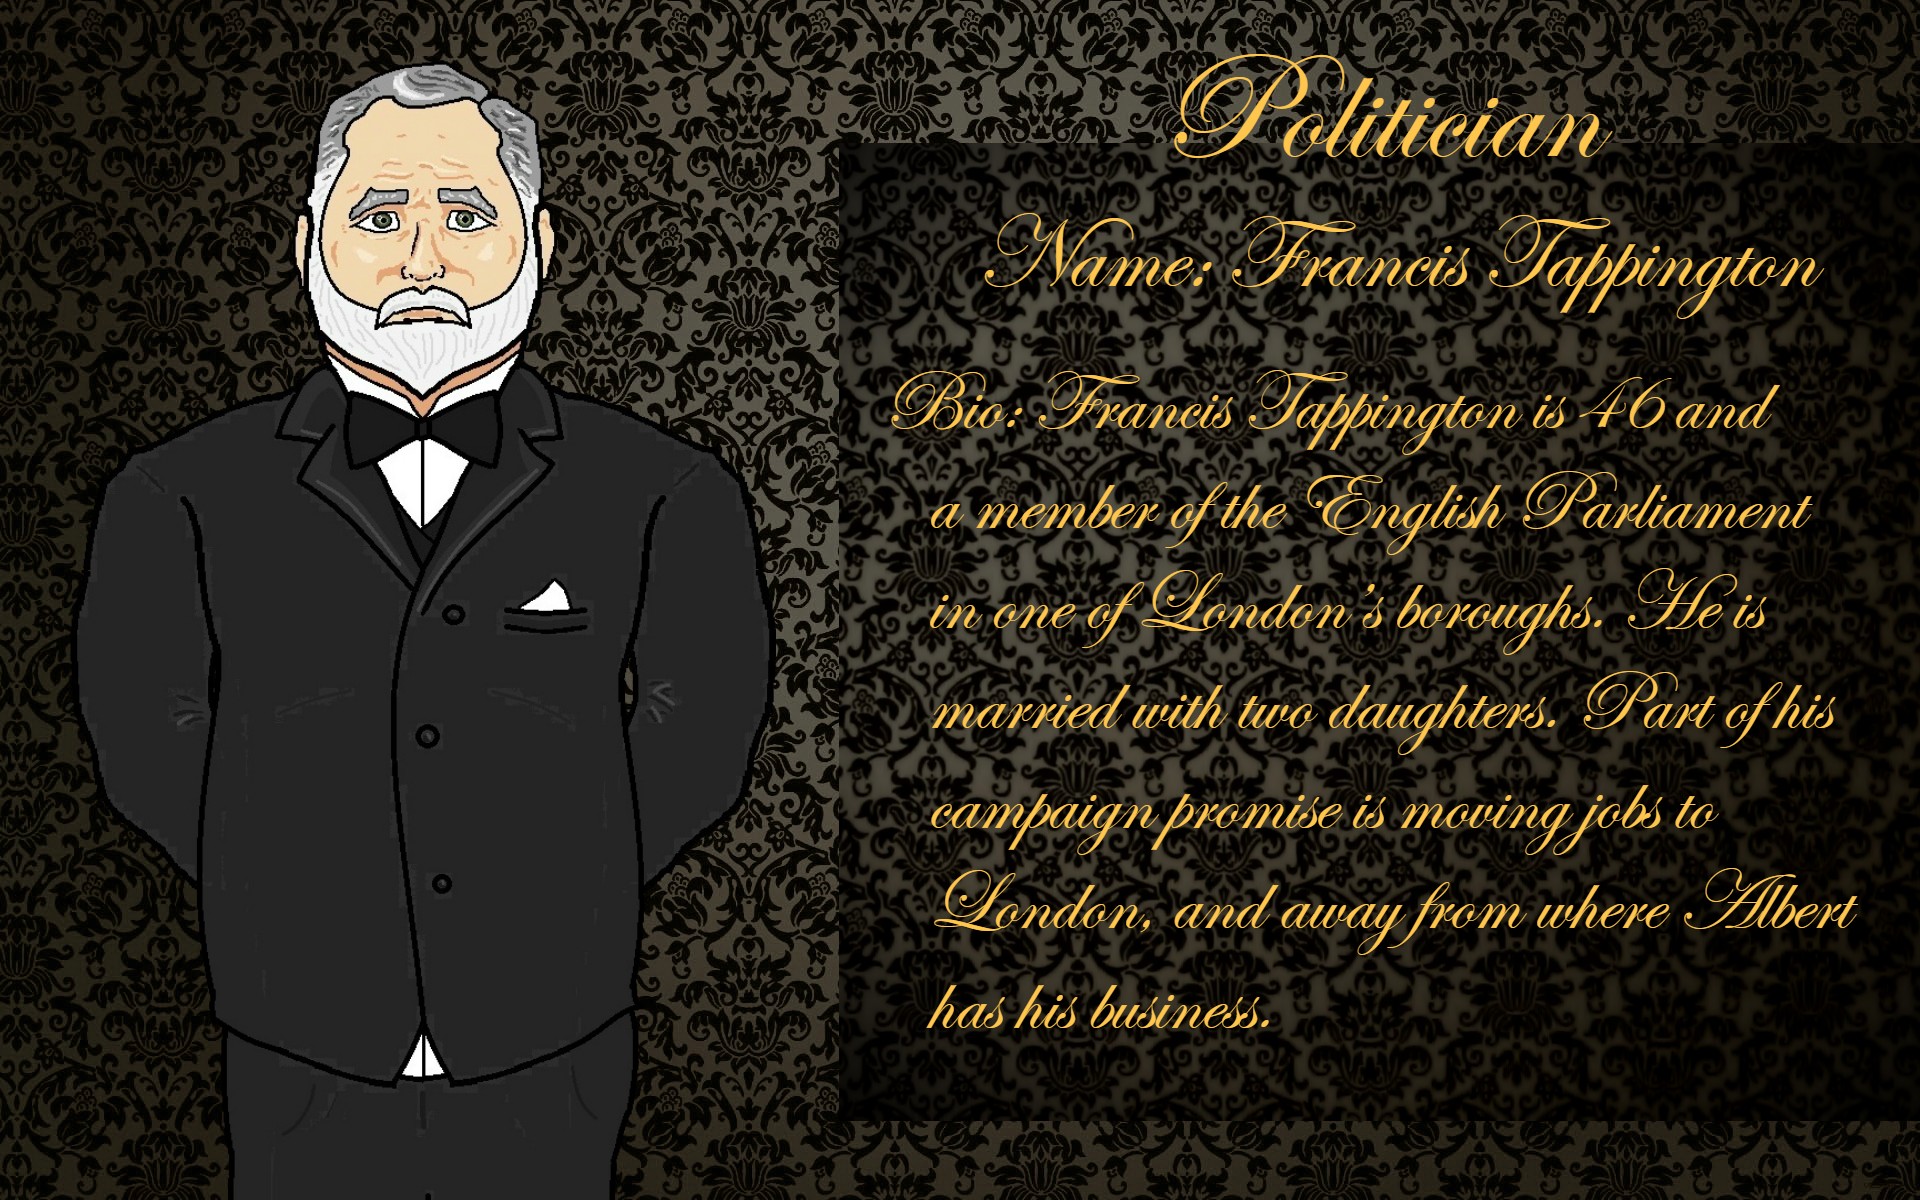 Politician
Name: Francis Tappington
Bio: Francis Tappington is 46 and
a member of the English Parliament
in one of London's boroughs. He is
married with two daughters. Part of his
campaign promise is moving jobs to
London, and away from where Albert
has his business.